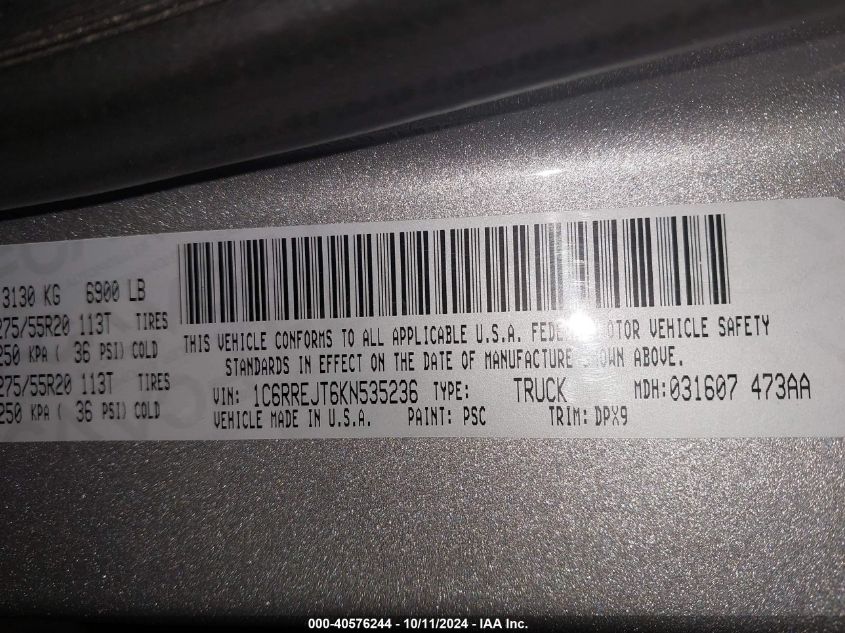 3130 KG 6900 LB
275/55R20 113T TIRES
250 KPA ( 36 PSI) COLD
275/55R20 113T TIRES
250 KPA ( 36 PSI) COLD
THIS VEHICLE CONFORMS TO ALL APPLICABLE U.S.A. MOTOR VEHICLE SAFETY
STANDARDS IN EFFECT ON THE DATE OF MANUFACTURE SHOWN ABOVE.
VIN: 1C6RREJT6KN535236 TYPE: TRUCK MDH:031607 473AA
VEHICLE MADE IN U.S.A. PAINT: PSC TRIM: DPX9
000-40576244 - 10/11/2024 - IAA Inc.